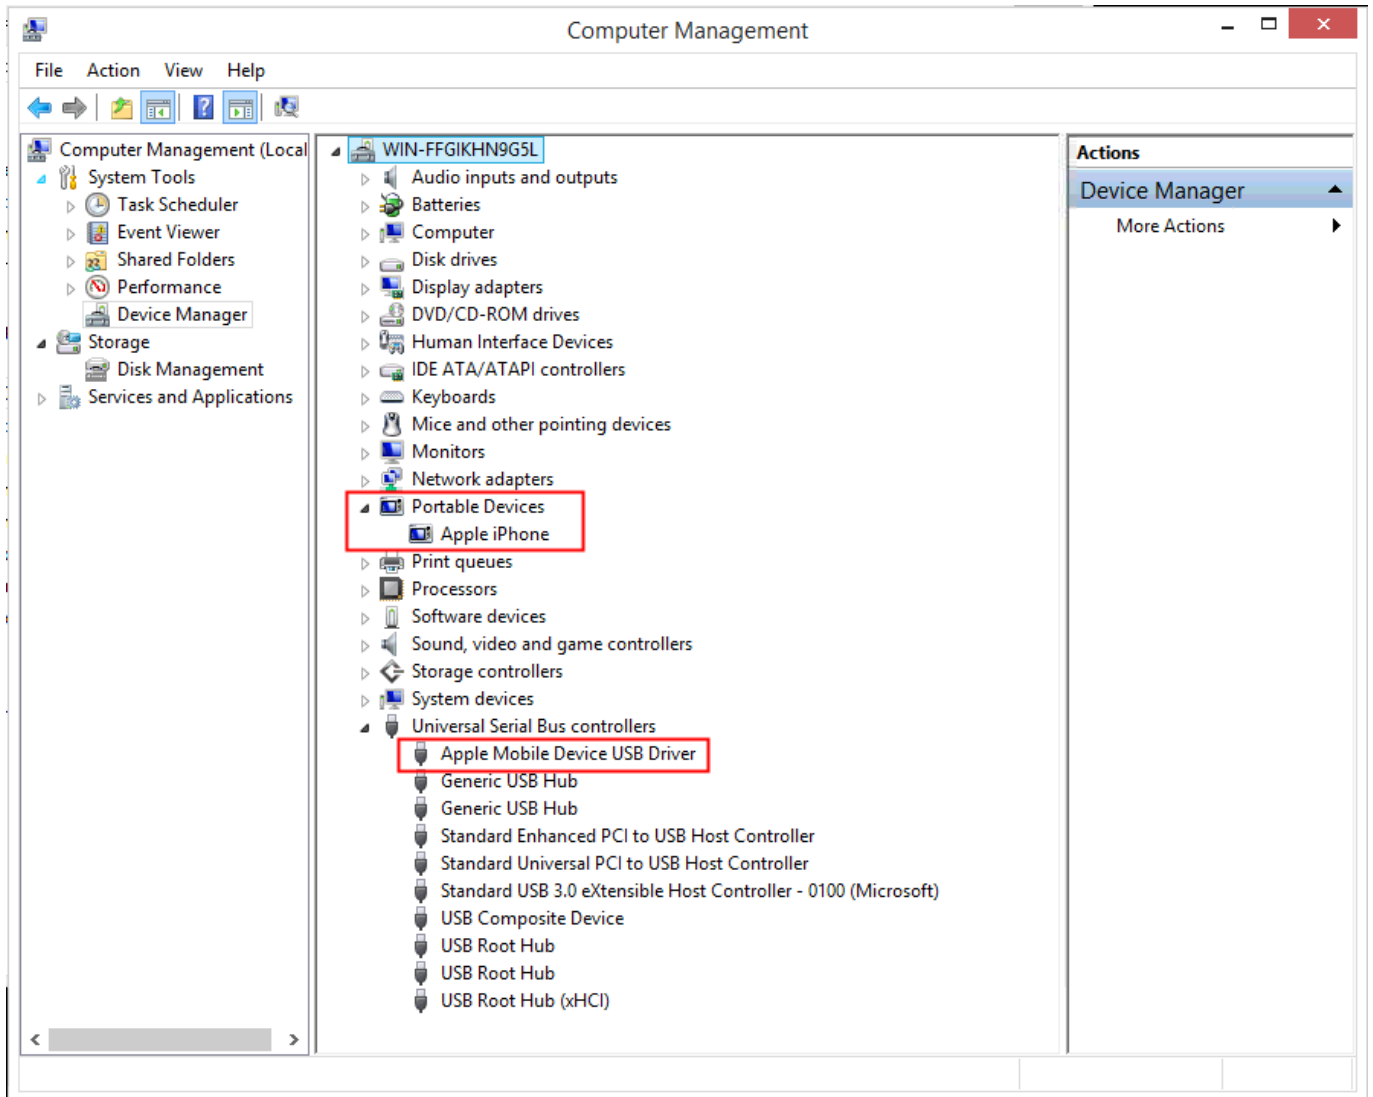 Computer Management
File Action View Help
Computer Management (Local
System Tools
Task Scheduler
Event Viewer
Shared Folders
Performance
Device Manager
Storage
Disk Management
Services and Applications
WIN-FFGIKHN9G5L
Audio inputs and outputs
Batteries
Computer
Disk drives
Display adapters
DVD/CD-ROM drives
Human Interface Devices
IDE ATA/ATAPI controllers
Keyboards
Mice and other pointing devices
Monitors
Network adapters
Portable Devices
Apple iPhone
Print queues
Processors
Software devices
Sound, video and game controllers
Storage controllers
System devices
Universal Serial Bus controllers
Apple Mobile Device USB Driver
Generic USB Hub
Generic USB Hub
Standard Enhanced PCI to USB Host Controller
Standard Universal PCI to USB Host Controller
Standard USB 3.0 eXtensible Host Controller - 0100 (Microsoft)
USB Composite Device
USB Root Hub
USB Root Hub
USB Root Hub (xHCI)
Actions
Device Manager
More Actions